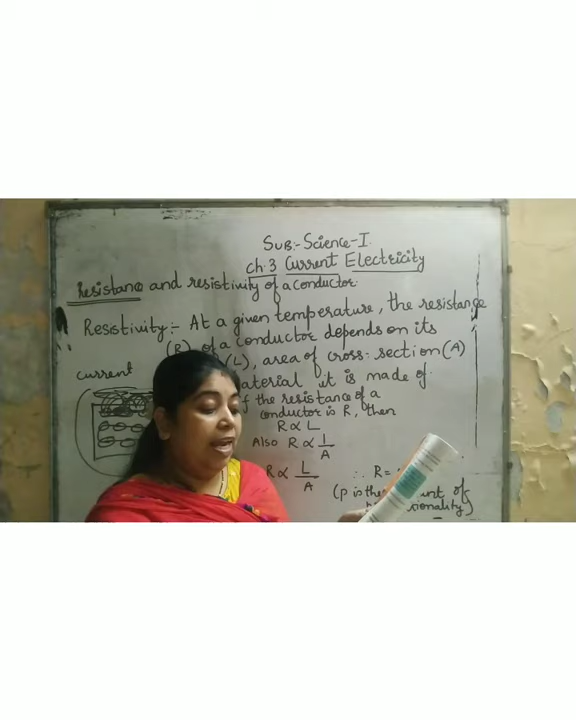 Sub:- Science-I.
Ch.3 Current Electricity
Resistance and resistivity of a conductor:
Resistivity:- At a given temperature, the resistance
(R) of a conductor depends on its
(L), area of cross-section (A)
material it is made of.
the resistance of a
conductor is R, then
R ∝ L
Also R ∝ 1/A
R ∝ L/A ∴ R =
(ρ is the of
current